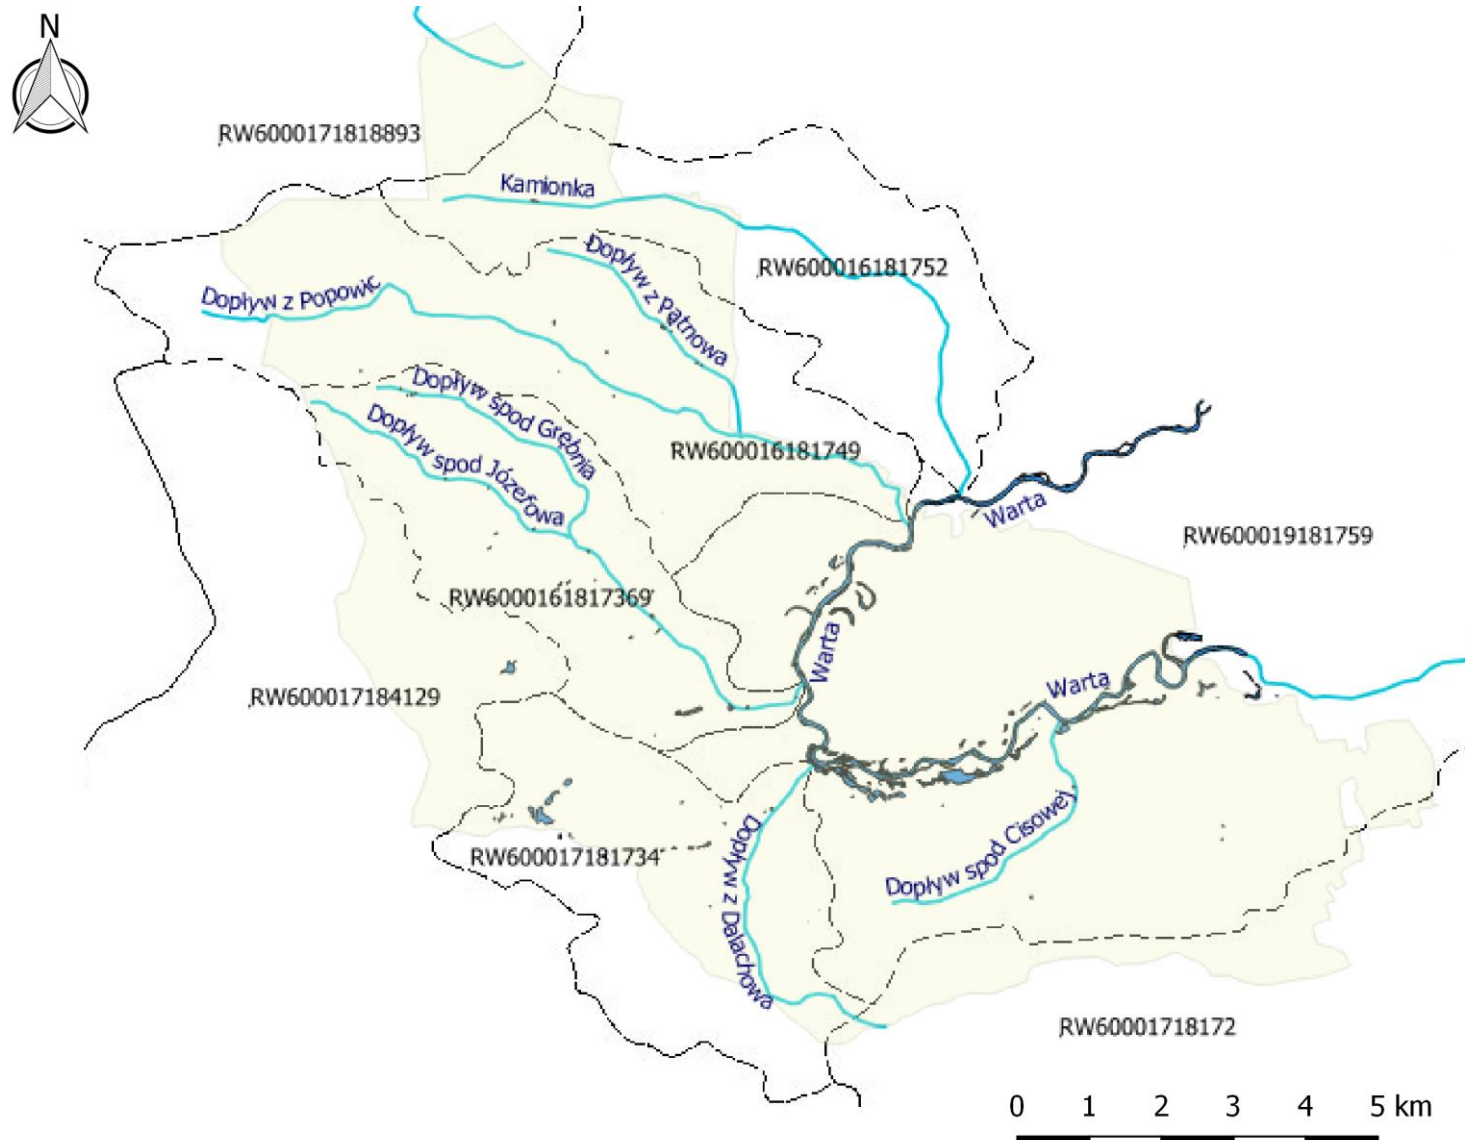 N
RW6000171818893
Kamionka
Dopływ z Pątnowa
RW600016181752
Dopływ z Popowic
Dopływ spod Grębnia
Dopływ spod Józefowa
RW600016181749
Warta
RW600019181759
RW6000161817369
Warta
RW600017184129
Warta
RW600017181734
Dopływ z Dalachowa
Dopływ spod Cisowej
RW60001718172
0 1 2 3 4 5 km